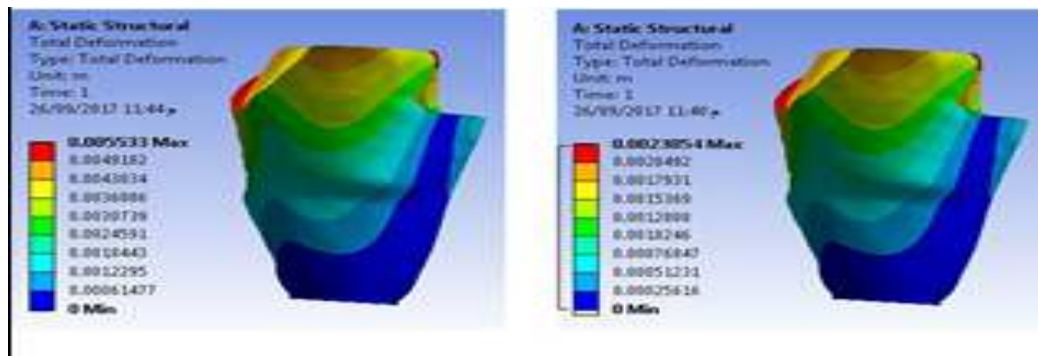 A: Static Structural
Total Deformation
Type: Total Deformation
Unit: m
Time: 1
26/09/2017 11:44 م
0.005533 Max
0.0049182
0.0043034
0.0036886
0.0030739
0.0024591
0.0018443
0.0012295
0.00061477
0 Min
A: Static Structural
Total Deformation
Type: Total Deformation
Unit: m
Time: 1
26/09/2017 11:40 م
0.0023054 Max
0.0020492
0.0017931
0.0015369
0.0012808
0.0010246
0.00076847
0.00051231
0.00025616
0 Min